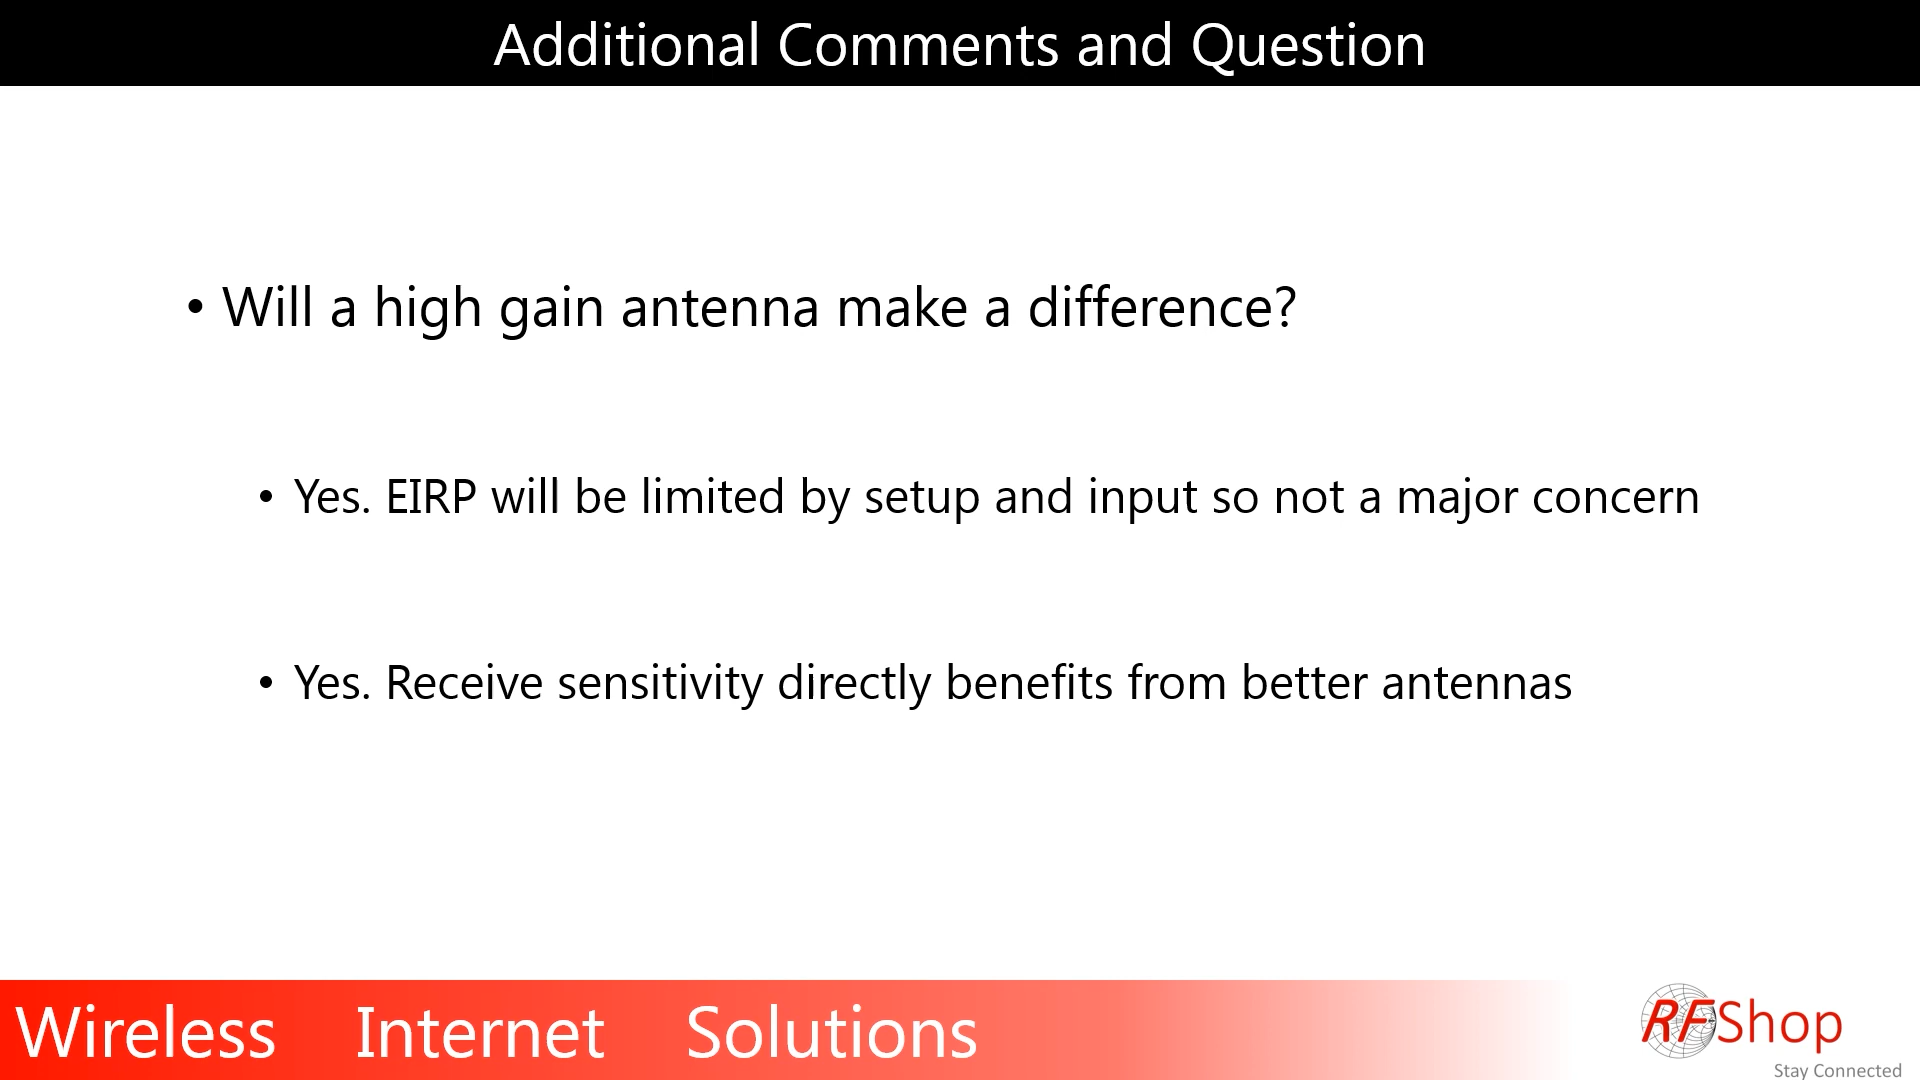 Additional Comments and Question
• Will a high gain antenna make a difference?
• Yes. EIRP will be limited by setup and input so not a major concern
• Yes. Receive sensitivity directly benefits from better antennas
Wireless Internet Solutions
RFShop
Stay Connected